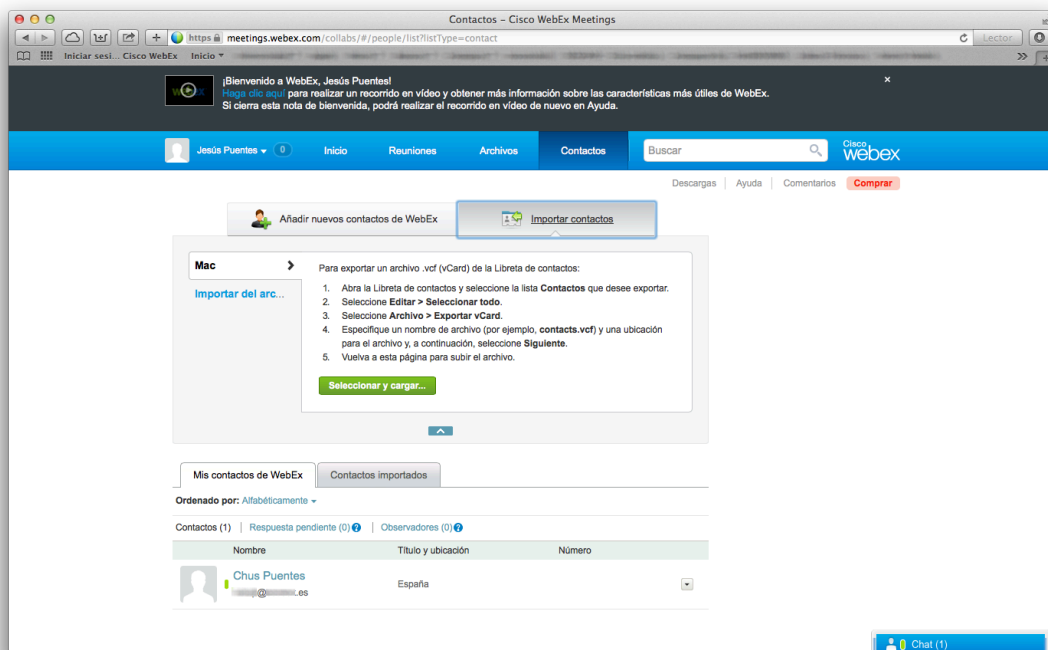 Contactos – Cisco WebEx Meetings
https meetings.webex.com/collabs/#/people/list?listType=contact
Lector
Iniciar sesi... Cisco WebEx Inicio
¡Bienvenido a WebEx, Jesús Puentes!
Haga clic aquí para realizar un recorrido en vídeo y obtener más información sobre las características más útiles de WebEx.
Si cierra esta nota de bienvenida, podrá realizar el recorrido en vídeo de nuevo en Ayuda.
Jesús Puentes 0 Inicio Reuniones Archivos Contactos Buscar Cisco webex
Descargas Ayuda Comentarios Comprar
Añadir nuevos contactos de WebEx Importar contactos
Mac
Importar del arc...
Para exportar un archivo .vcf (vCard) de la Libreta de contactos:
1. Abra la Libreta de contactos y seleccione la lista Contactos que desee exportar.
2. Seleccione Editar > Seleccionar todo.
3. Seleccione Archivo > Exportar vCard.
4. Especifique un nombre de archivo (por ejemplo, contacts.vcf) y una ubicación
para el archivo y, a continuación, seleccione Siguiente.
5. Vuelva a esta página para subir el archivo.
Seleccionar y cargar...
Mis contactos de WebEx Contactos importados
Ordenado por: Alfabéticamente
Contactos (1) Respuesta pendiente (0) ? Observadores (0) ?
Nombre Título y ubicación Número
Chus Puentes
España
@ .es
Chat (1)